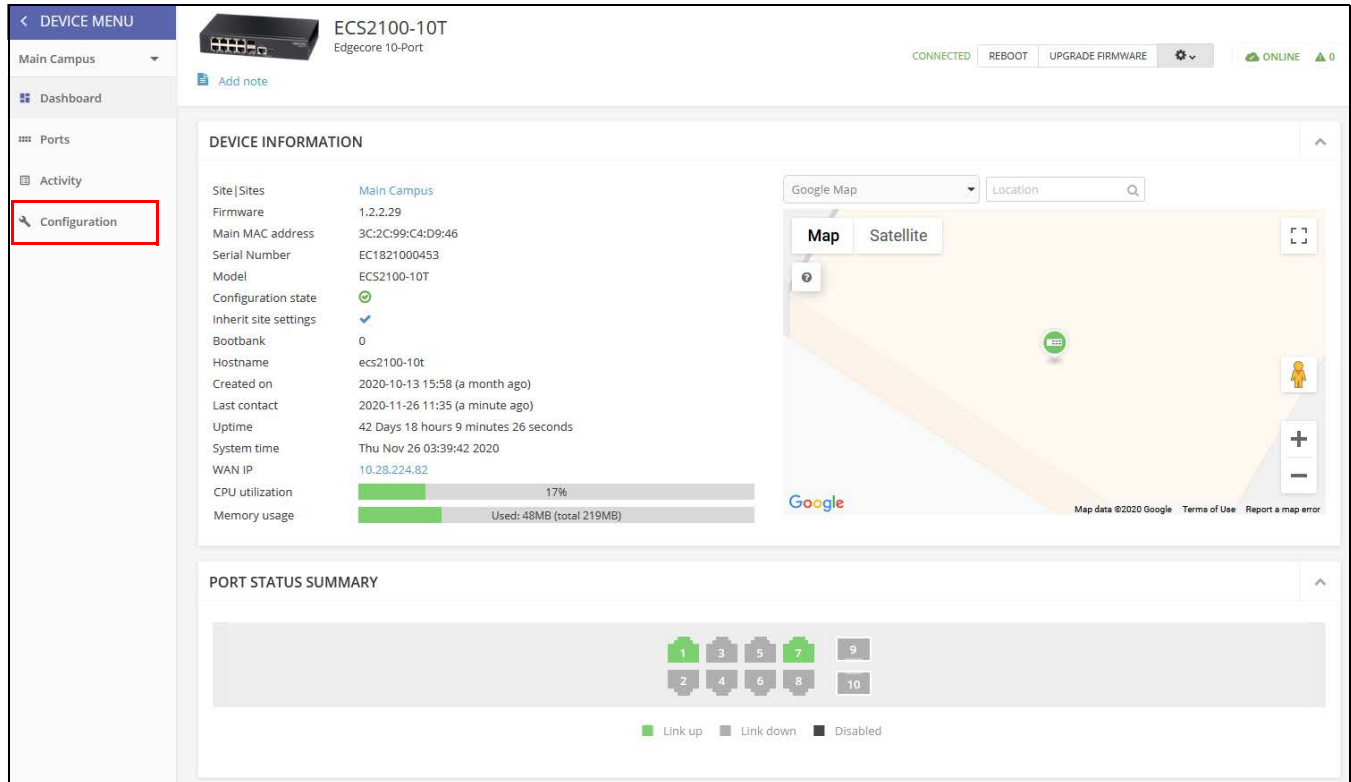 DEVICE MENU
Main Campus
Dashboard
Ports
Activity
Configuration
ECS2100-10T
Edgecore 10-Port
Add note
CONNECTED REBOOT UPGRADE FIRMWARE ONLINE 0
DEVICE INFORMATION
Site|Sites Main Campus
Firmware 1.2.2.29
Main MAC address 3C:2C:99:C4:D9:46
Serial Number EC1821000453
Model ECS2100-10T
Configuration state
Inherit site settings
Bootbank 0
Hostname ecs2100-10t
Created on 2020-10-13 15:58 (a month ago)
Last contact 2020-11-26 11:35 (a minute ago)
Uptime 42 Days 18 hours 9 minutes 26 seconds
System time Thu Nov 26 03:39:42 2020
WAN IP 10.28.224.82
CPU utilization 17%
Memory usage Used: 48MB (total 219MB)
Google Map Location
Map Satellite
?
+
−
Google Map data ©2020 Google Terms of Use Report a map error
PORT STATUS SUMMARY
1 3 5 7 9
2 4 6 8 10
Link up Link down Disabled